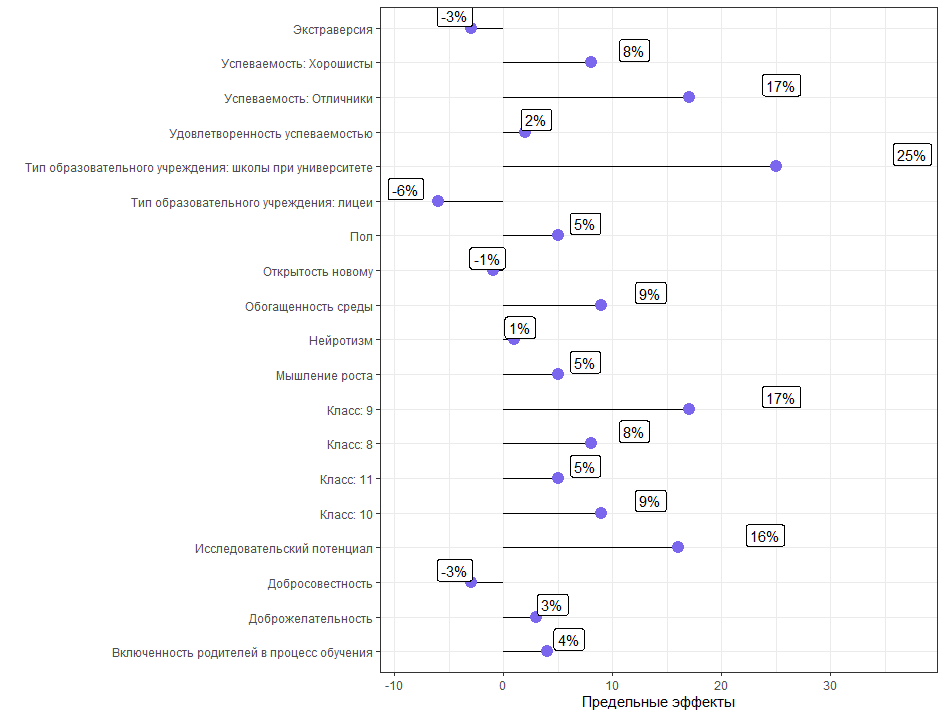 Экстраверсия -3%
Успеваемость: Хорошисты 8%
Успеваемость: Отличники 17%
Удовлетворенность успеваемостью 2%
Тип образовательного учреждения: школы при университете 25%
Тип образовательного учреждения: лицеи -6%
Пол 5%
Открытость новому -1%
Обогащенность среды 9%
Нейротизм 1%
Мышление роста 5%
Класс: 9 17%
Класс: 8 8%
Класс: 11 5%
Класс: 10 9%
Исследовательский потенциал 16%
Добросовестность -3%
Доброжелательность 3%
Включенность родителей в процесс обучения 4%
-10 0 10 20 30
Предельные эффекты